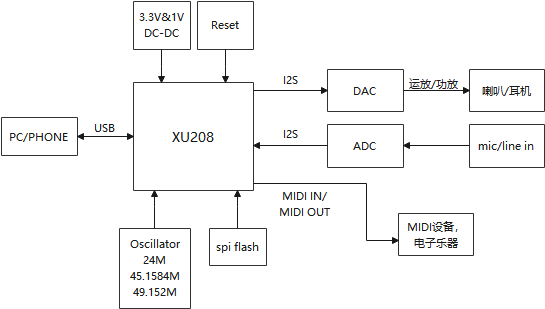 3.3V&1V
DC-DC
Reset
I2S
DAC
运放/功放
喇叭/耳机
PC/PHONE
USB
XU208
I2S
ADC
mic/line in
MIDI IN/
MIDI OUT
MIDI设备，
电子乐器
Oscillator
24M
45.1584M
49.152M
spi flash